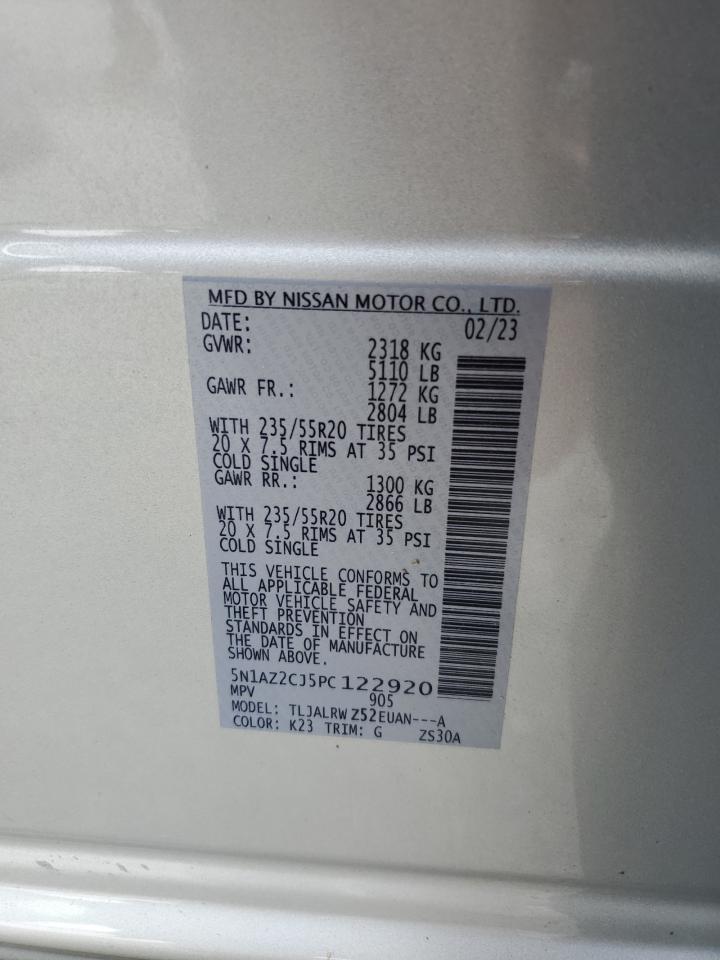 MFD BY NISSAN MOTOR CO., LTD.
DATE: 02/23
GVWR: 2318 KG
5110 LB
GAWR FR.: 1272 KG
2804 LB
WITH 235/55R20 TIRES
20 X 7.5 RIMS AT 35 PSI
COLD SINGLE
GAWR RR.: 1300 KG
2866 LB
WITH 235/55R20 TIRES
20 X 7.5 RIMS AT 35 PSI
COLD SINGLE
THIS VEHICLE CONFORMS TO
ALL APPLICABLE FEDERAL
MOTOR VEHICLE SAFETY AND
THEFT PREVENTION
STANDARDS IN EFFECT ON
THE DATE OF MANUFACTURE
SHOWN ABOVE.
5N1AZ2CJ5PC122920
MPV 905
MODEL: TLJALRW Z52EUAN---A
COLOR: K23 TRIM: G ZS30A